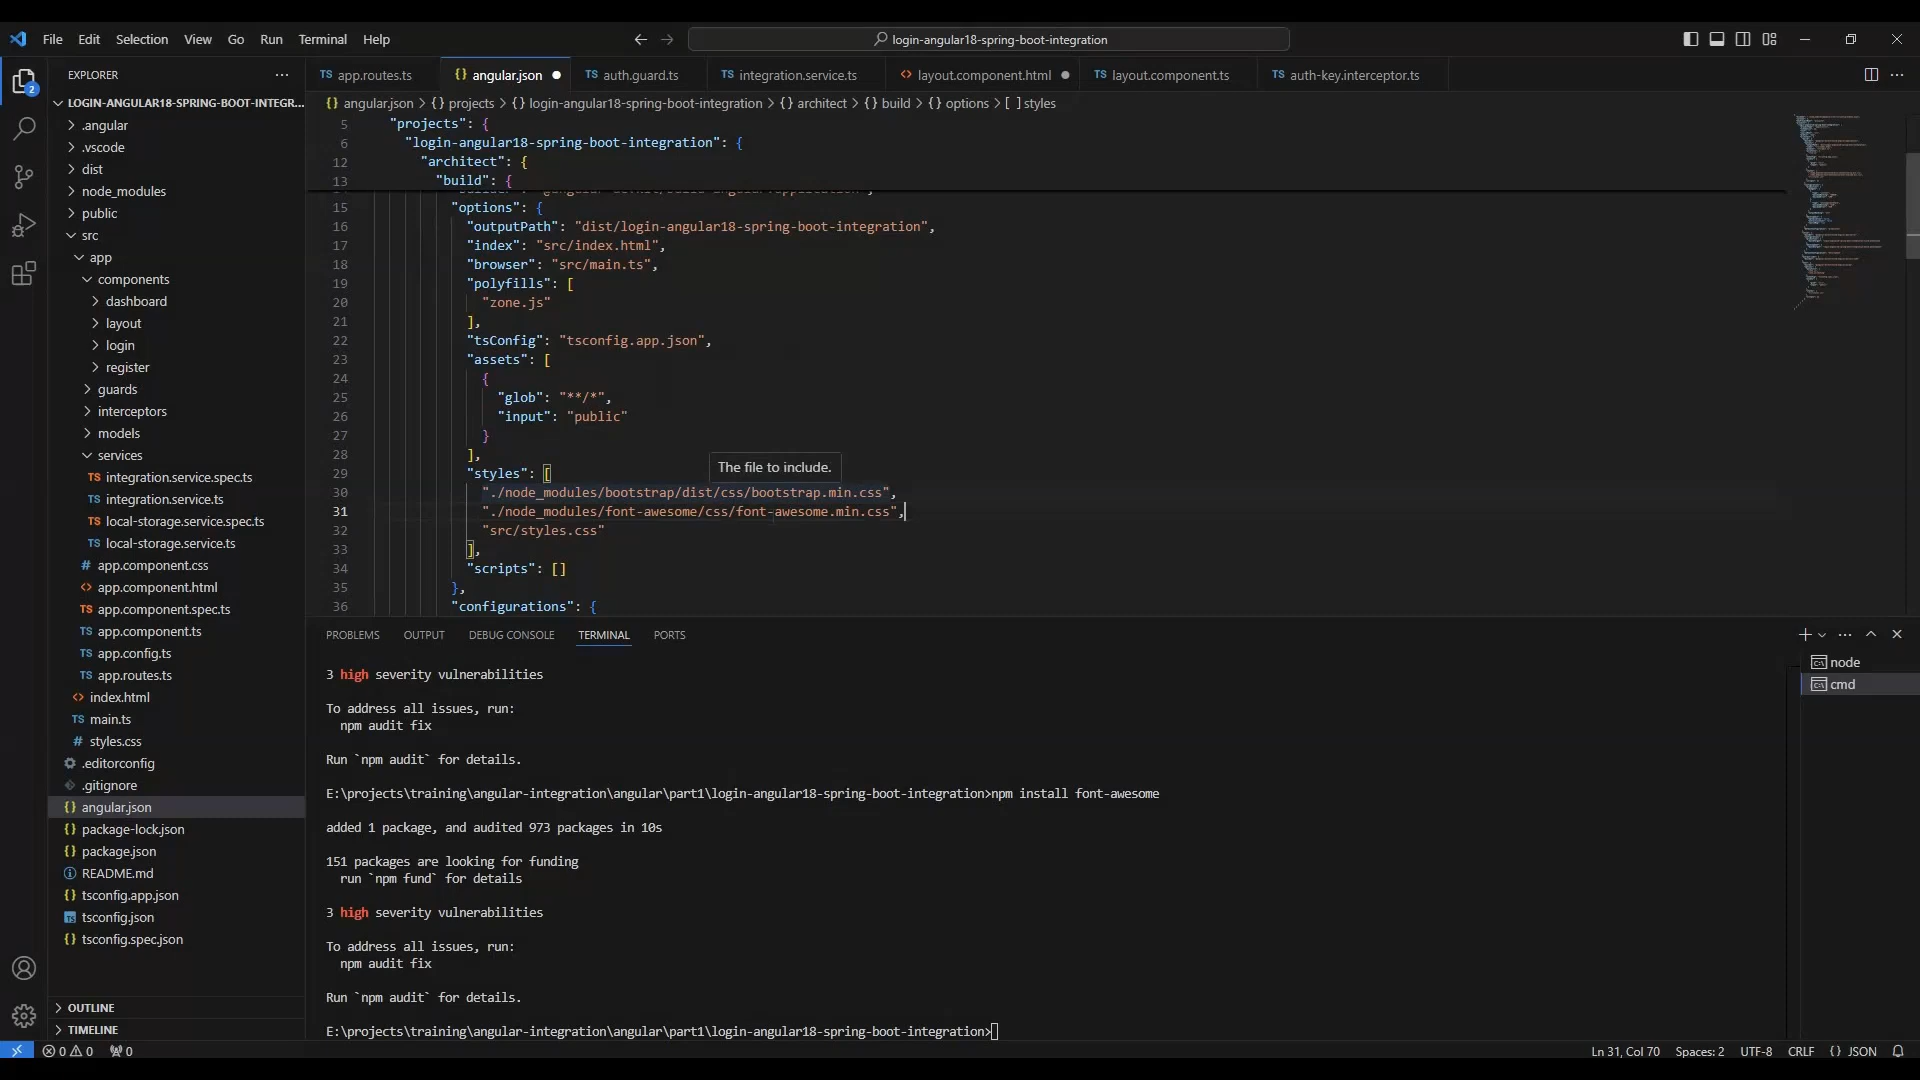 File Edit Selection View Go Run Terminal Help
login-angular18-spring-boot-integration
EXPLORER
LOGIN-ANGULAR18-SPRING-BOOT-INTEGR...
.angular
.vscode
dist
node_modules
public
src
app
components
dashboard
layout
login
register
guards
interceptors
models
services
TS integration.service.spec.ts
TS integration.service.ts
TS local-storage.service.spec.ts
TS local-storage.service.ts
# app.component.css
<> app.component.html
TS app.component.spec.ts
TS app.component.ts
TS app.config.ts
TS app.routes.ts
<> index.html
TS main.ts
# styles.css
.editorconfig
.gitignore
{} angular.json
{} package-lock.json
{} package.json
README.md
{} tsconfig.app.json
TS tsconfig.json
{} tsconfig.spec.json
OUTLINE
TIMELINE
2
TS app.routes.ts {} angular.json TS auth.guard.ts TS integration.service.ts <> layout.component.html TS layout.component.ts TS auth-key.interceptor.ts
{} angular.json > {} projects > {} login-angular18-spring-boot-integration > {} architect > {} build > {} options > [ ] styles
5 "projects": {
6 "login-angular18-spring-boot-integration": {
12 "architect": {
13 "build": {
15 "options": {
16 "outputPath": "dist/login-angular18-spring-boot-integration",
17 "index": "src/index.html",
18 "browser": "src/main.ts",
19 "polyfills": [
20 "zone.js"
21 ],
22 "tsConfig": "tsconfig.app.json",
23 "assets": [
24 {
25 "glob": "**/*",
26 "input": "public"
27 }
28 ],
29 "styles": [
The file to include.
30 "./node_modules/bootstrap/dist/css/bootstrap.min.css",
31 "./node_modules/font-awesome/css/font-awesome.min.css",
32 "src/styles.css"
33 ],
34 "scripts": []
35 },
36 "configurations": {
PROBLEMS OUTPUT DEBUG CONSOLE TERMINAL PORTS
node
cmd
3 high severity vulnerabilities
To address all issues, run:
npm audit fix
Run `npm audit` for details.
E:\projects\training\angular-integration\angular\part1\login-angular18-spring-boot-integration>npm install font-awesome
added 1 package, and audited 973 packages in 10s
151 packages are looking for funding
run `npm fund` for details
3 high severity vulnerabilities
To address all issues, run:
npm audit fix
Run `npm audit` for details.
E:\projects\training\angular-integration\angular\part1\login-angular18-spring-boot-integration>
0 0 0
Ln 31, Col 70 Spaces: 2 UTF-8 CRLF {} JSON